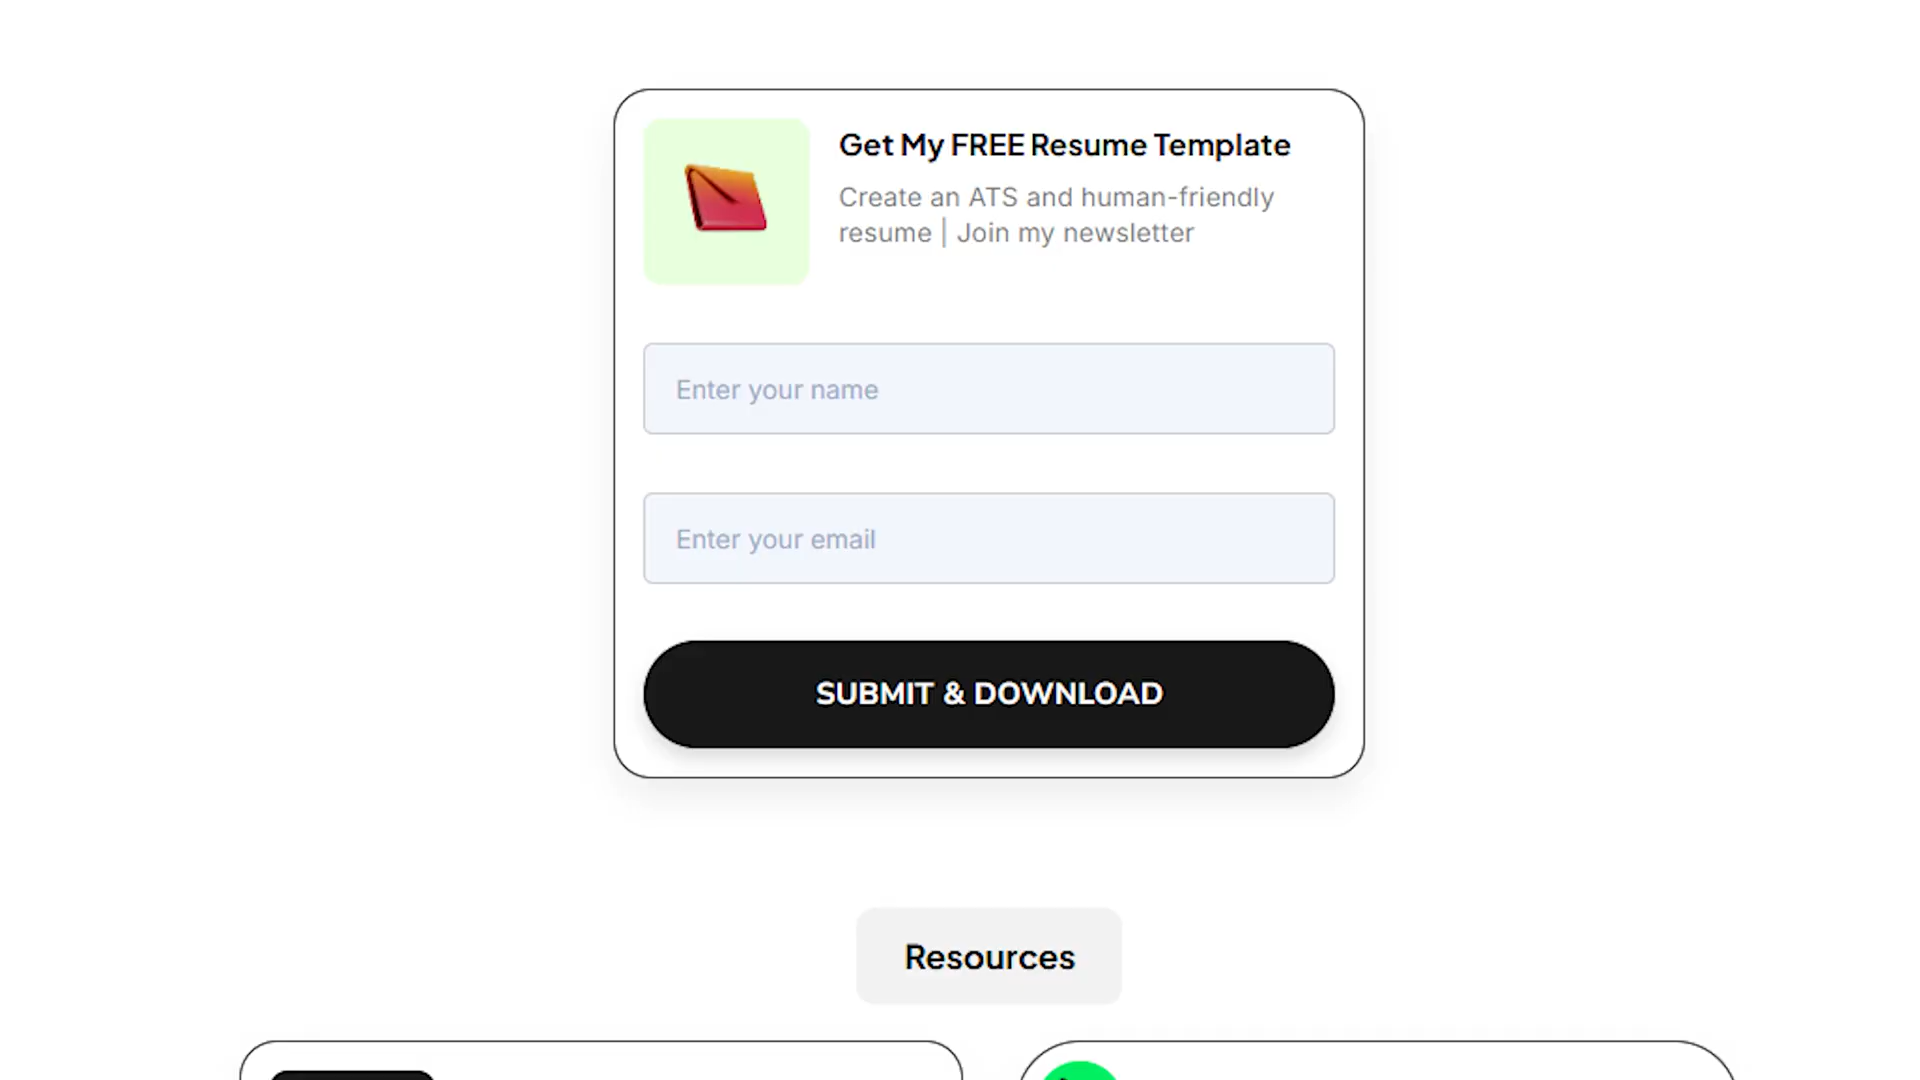 Get My FREE Resume Template
Create an ATS and human-friendly
resume | Join my newsletter
Enter your name
Enter your email
SUBMIT & DOWNLOAD
Resources